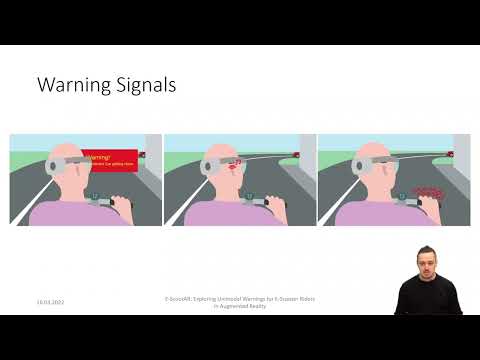 Warning Signals
Warning!
car getting close
16.03.2022
E-ScootAR: Exploring Unimodal Warnings for E-Scooter Riders
in Augmented Reality